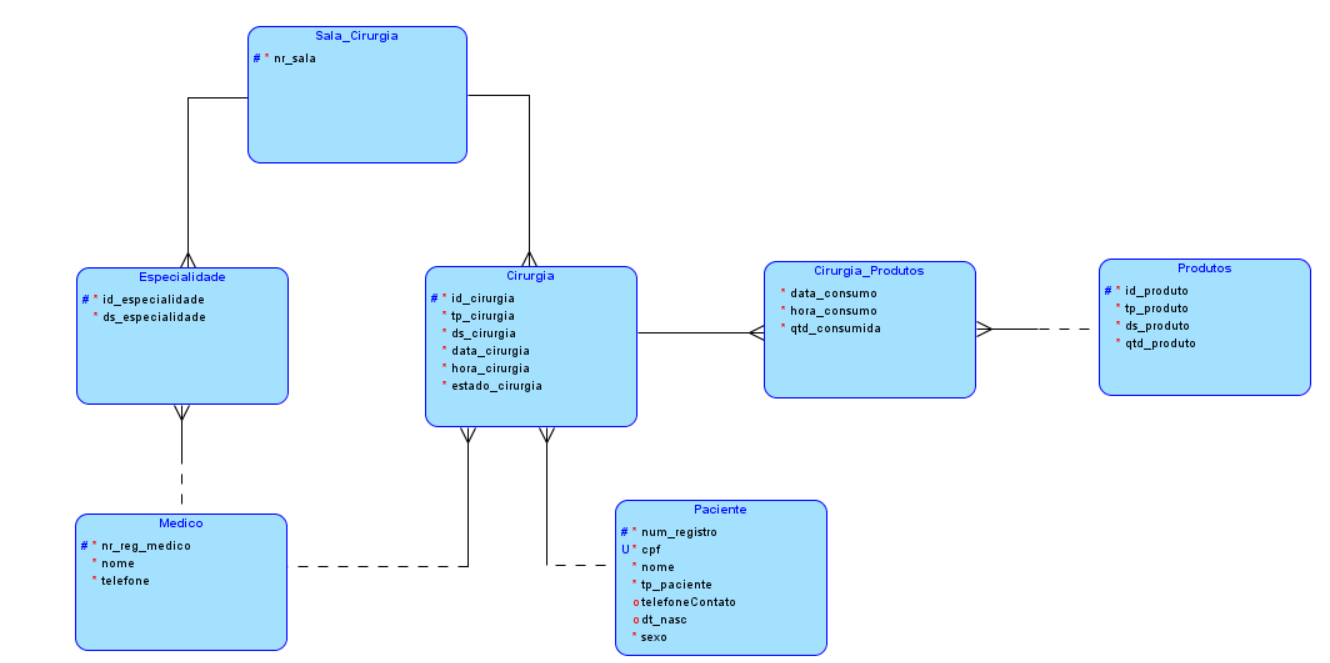 Sala_Cirurgia
# * nr_sala
Especialidade
# * id_especialidade
* ds_especialidade
Cirurgia
# * id_cirurgia
* tp_cirurgia
* ds_cirurgia
* data_cirurgia
* hora_cirurgia
* estado_cirurgia
Cirurgia_Produtos
* data_consumo
* hora_consumo
* qtd_consumida
Produtos
# * id_produto
* tp_produto
* ds_produto
* qtd_produto
Medico
# * nr_reg_medico
* nome
* telefone
Paciente
# * num_registro
U * cpf
* nome
* tp_paciente
o telefoneContato
o dt_nasc
* sexo